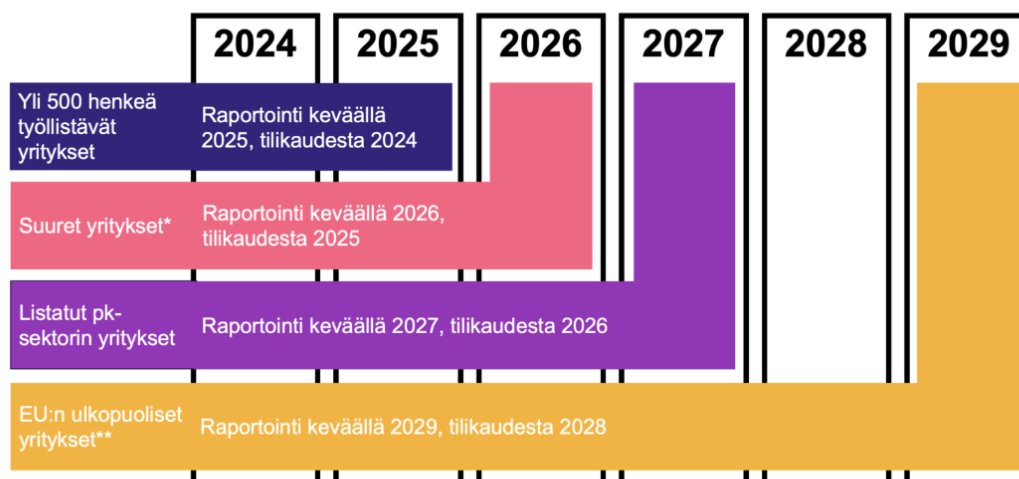 2024 2025 2026 2027 2028 2029
Yli 500 henkeä
työllistävät
yritykset
Raportointi keväällä
2025, tilikaudesta 2024
Suuret yritykset*
Raportointi keväällä 2026,
tilikaudesta 2025
Listatut pk-
sektorin yritykset
Raportointi keväällä 2027, tilikaudesta 2026
EU:n ulkopuoliset
yritykset**
Raportointi keväällä 2029, tilikaudesta 2028